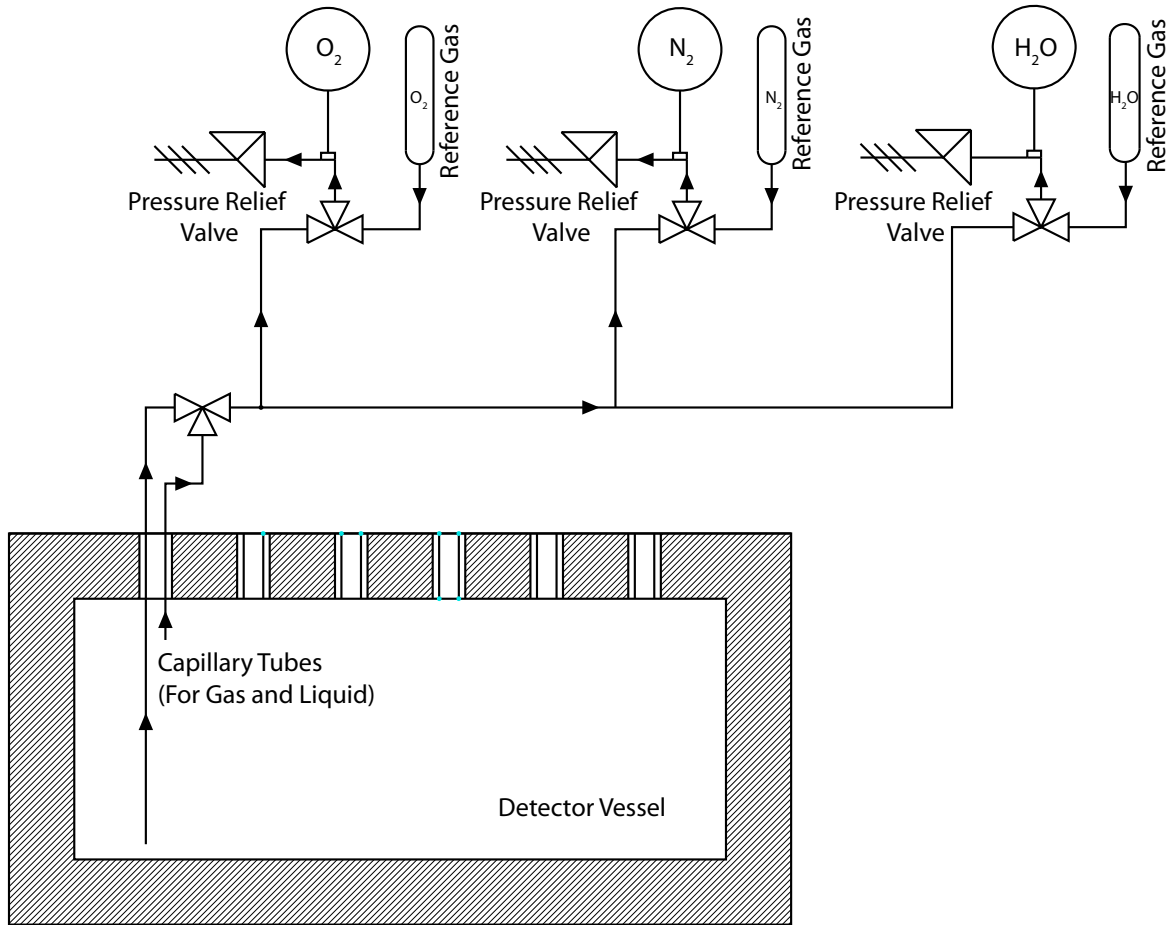 O₂
O₂
Reference Gas
N₂
N₂
Reference Gas
H₂O
H₂O
Reference Gas
Pressure Relief
Valve
Pressure Relief
Valve
Pressure Relief
Valve
Capillary Tubes
(For Gas and Liquid)
Detector Vessel